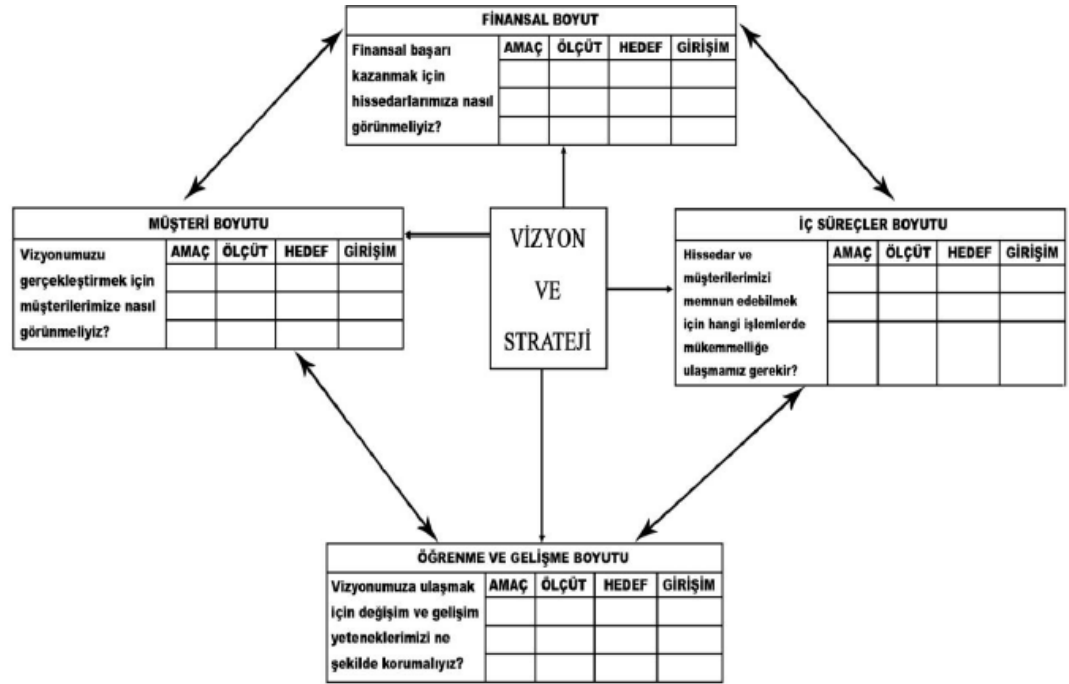 FİNANSAL BOYUT
Finansal başarı
kazanmak için
hissedarlarımıza nasıl
görünmeliyiz?
AMAÇ ÖLÇÜT HEDEF GİRİŞİM
MÜŞTERİ BOYUTU
Vizyonumuzu
gerçekleştirmek için
müşterilerimize nasıl
görünmeliyiz?
AMAÇ ÖLÇÜT HEDEF GİRİŞİM
VİZYON
VE
STRATEJİ
İÇ SÜREÇLER BOYUTU
Hissedar ve
müşterilerimizi
memnun edebilmek
için hangi işlemlerde
mükemmelliğe
ulaşmamız gerekir?
AMAÇ ÖLÇÜT HEDEF GİRİŞİM
ÖĞRENME VE GELİŞME BOYUTU
Vizyonumuza ulaşmak
için değişim ve gelişim
yeteneklerimizi ne
şekilde korumalıyız?
AMAÇ ÖLÇÜT HEDEF GİRİŞİM